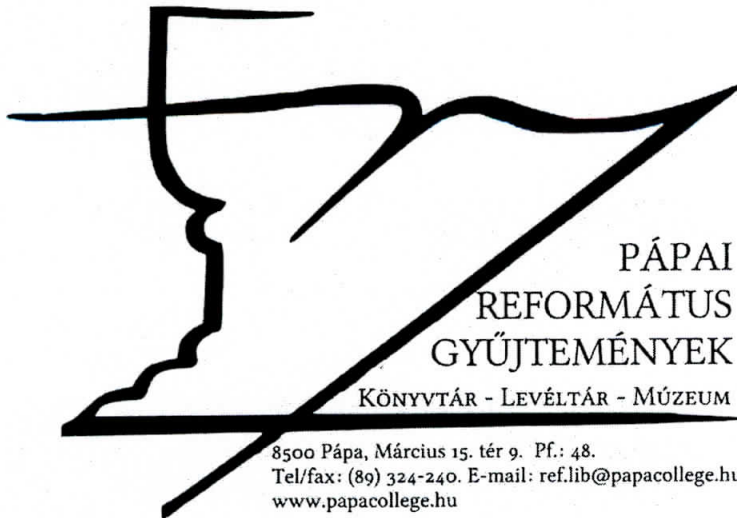 PÁPAI
REFORMÁTUS
GYŰJTEMÉNYEK
KÖNYVTÁR - LEVÉLTÁR - MÚZEUM
8500 Pápa, Március 15. tér 9. Pf.: 48.
Tel/fax: (89) 324-240. E-mail: ref.lib@papacollege.hu
www.papacollege.hu